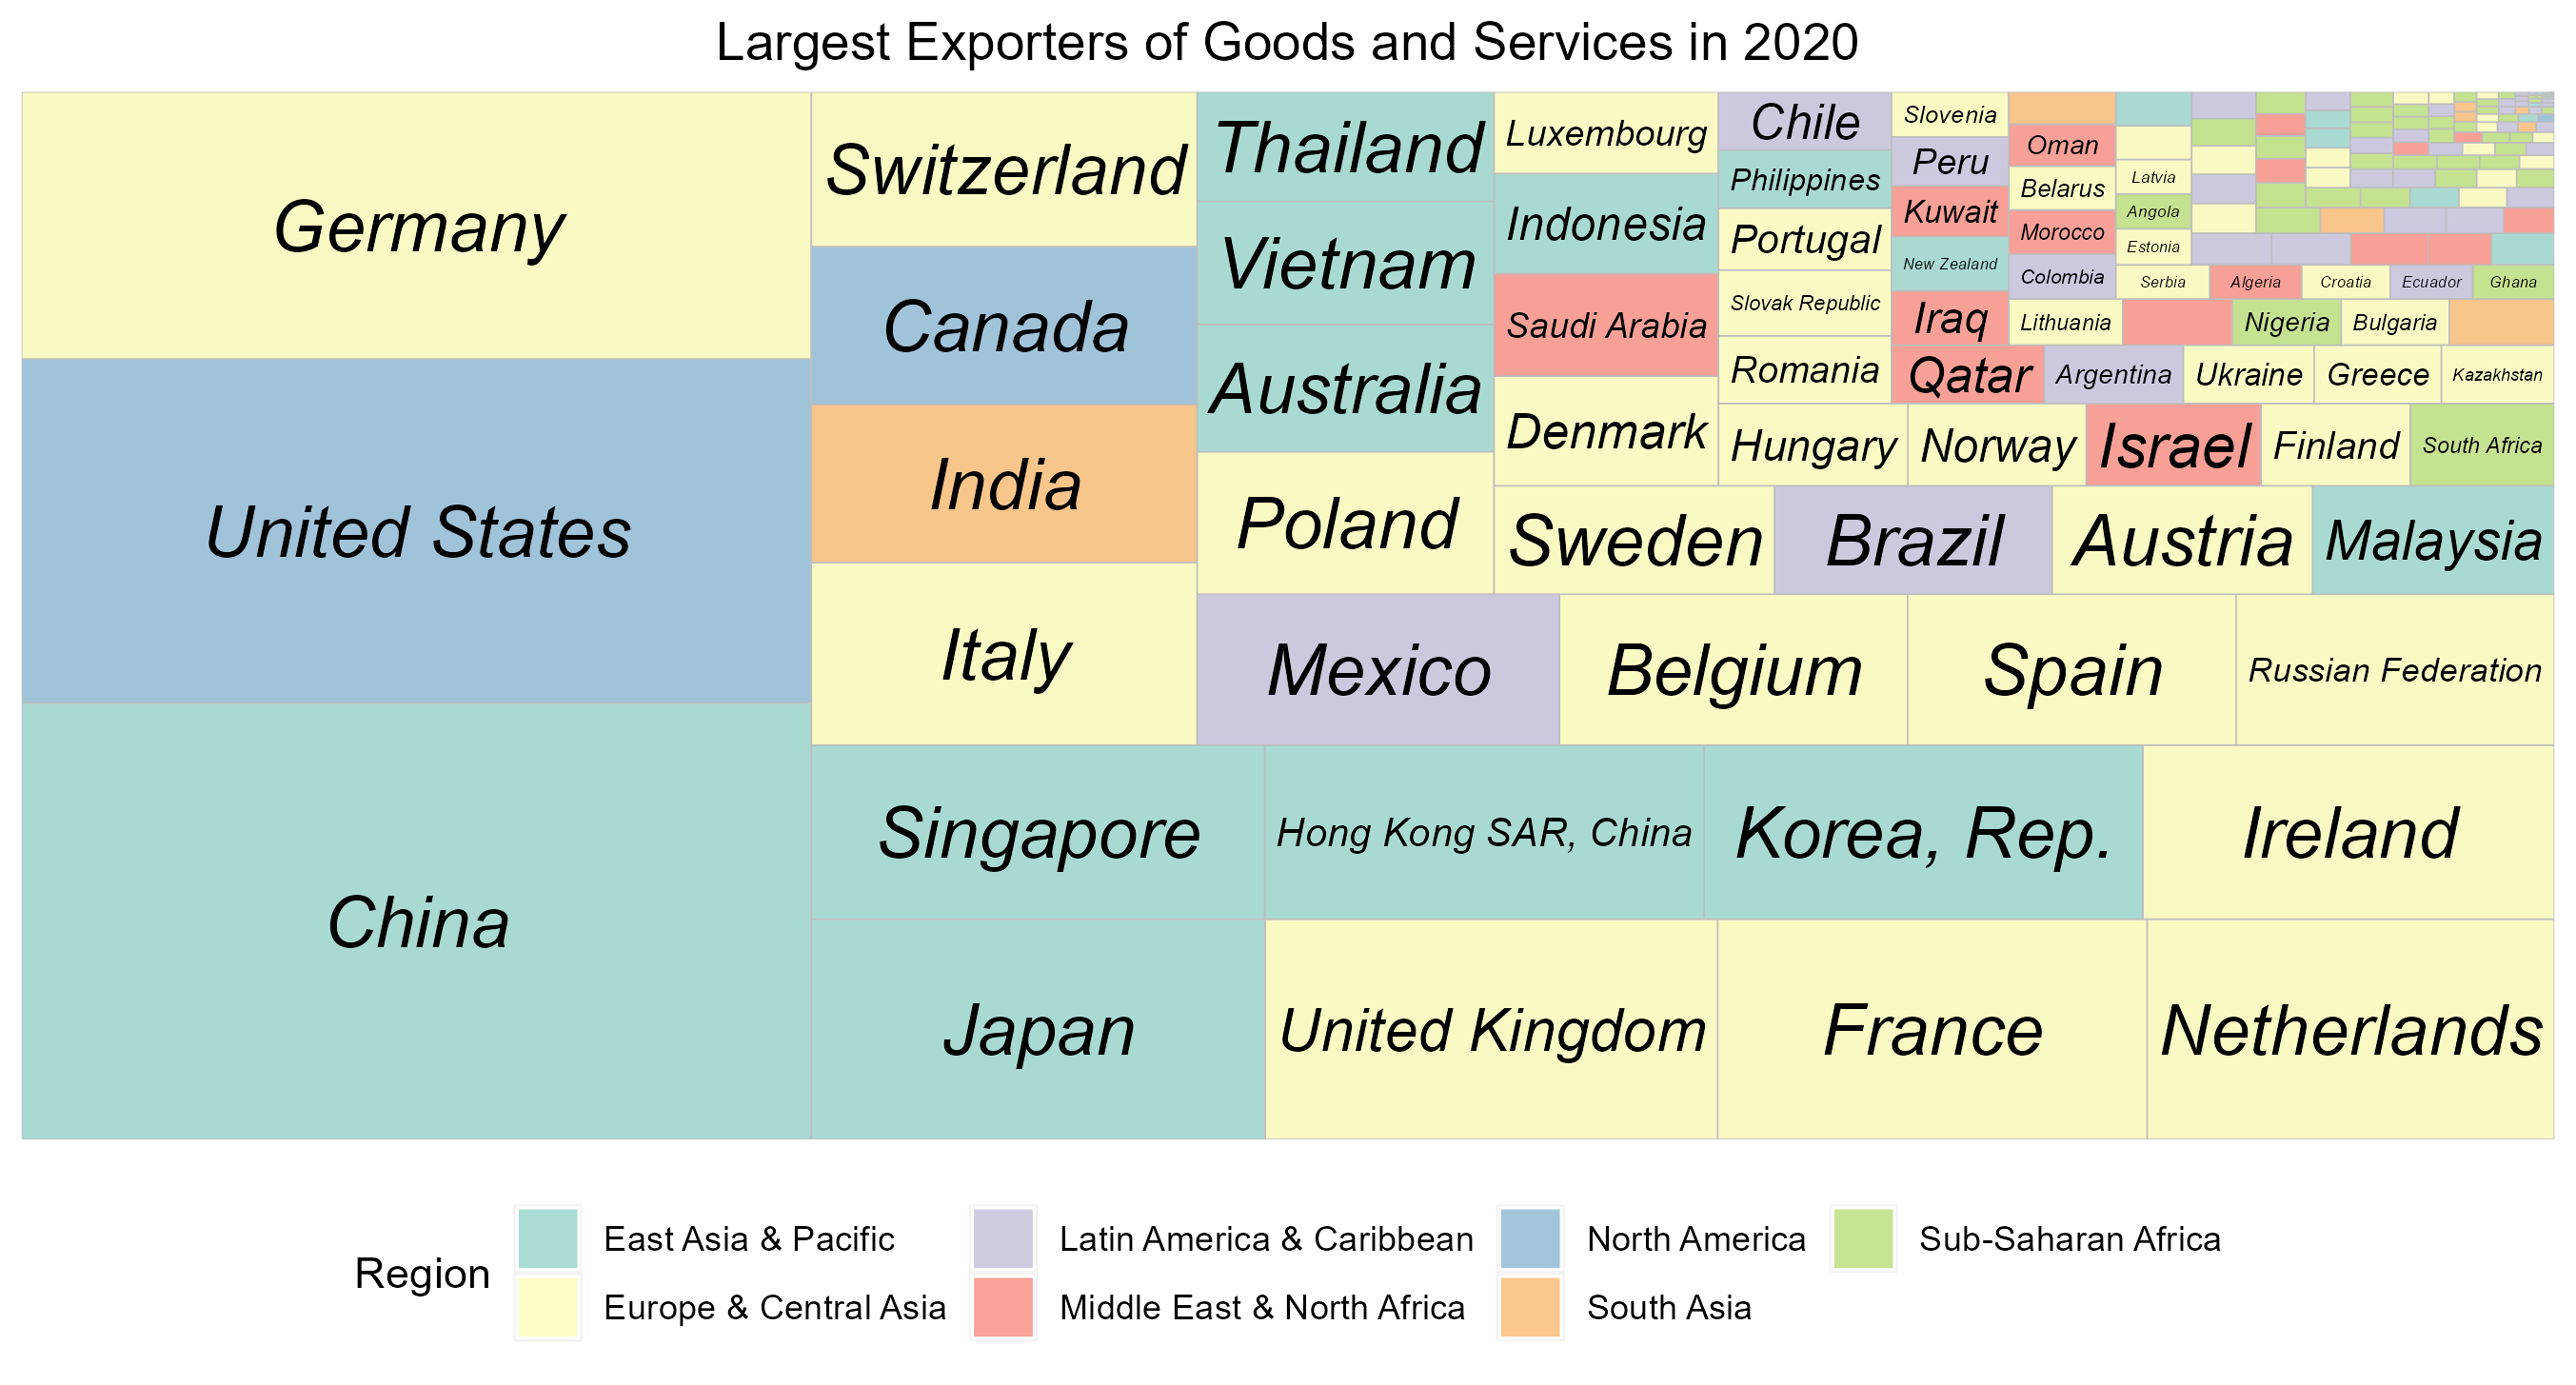 Largest Exporters of Goods and Services in 2020
Germany
United States
China
Switzerland
Canada
India
Italy
Singapore
Hong Kong SAR, China
Korea, Rep.
Ireland
Japan
United Kingdom
France
Netherlands
Thailand
Vietnam
Australia
Poland
Mexico
Belgium
Spain
Russian Federation
Luxembourg
Indonesia
Saudi Arabia
Denmark
Sweden
Brazil
Austria
Malaysia
Chile
Philippines
Portugal
Slovak Republic
Romania
Hungary
Norway
Israel
Finland
South Africa
Slovenia
Peru
Kuwait
New Zealand
Iraq
Qatar
Argentina
Ukraine
Greece
Kazakhstan
Oman
Belarus
Morocco
Colombia
Lithuania
Nigeria
Bulgaria
Latvia
Angola
Estonia
Serbia
Algeria
Croatia
Ecuador
Ghana
Region
East Asia & Pacific
Latin America & Caribbean
North America
Sub-Saharan Africa
Europe & Central Asia
Middle East & North Africa
South Asia